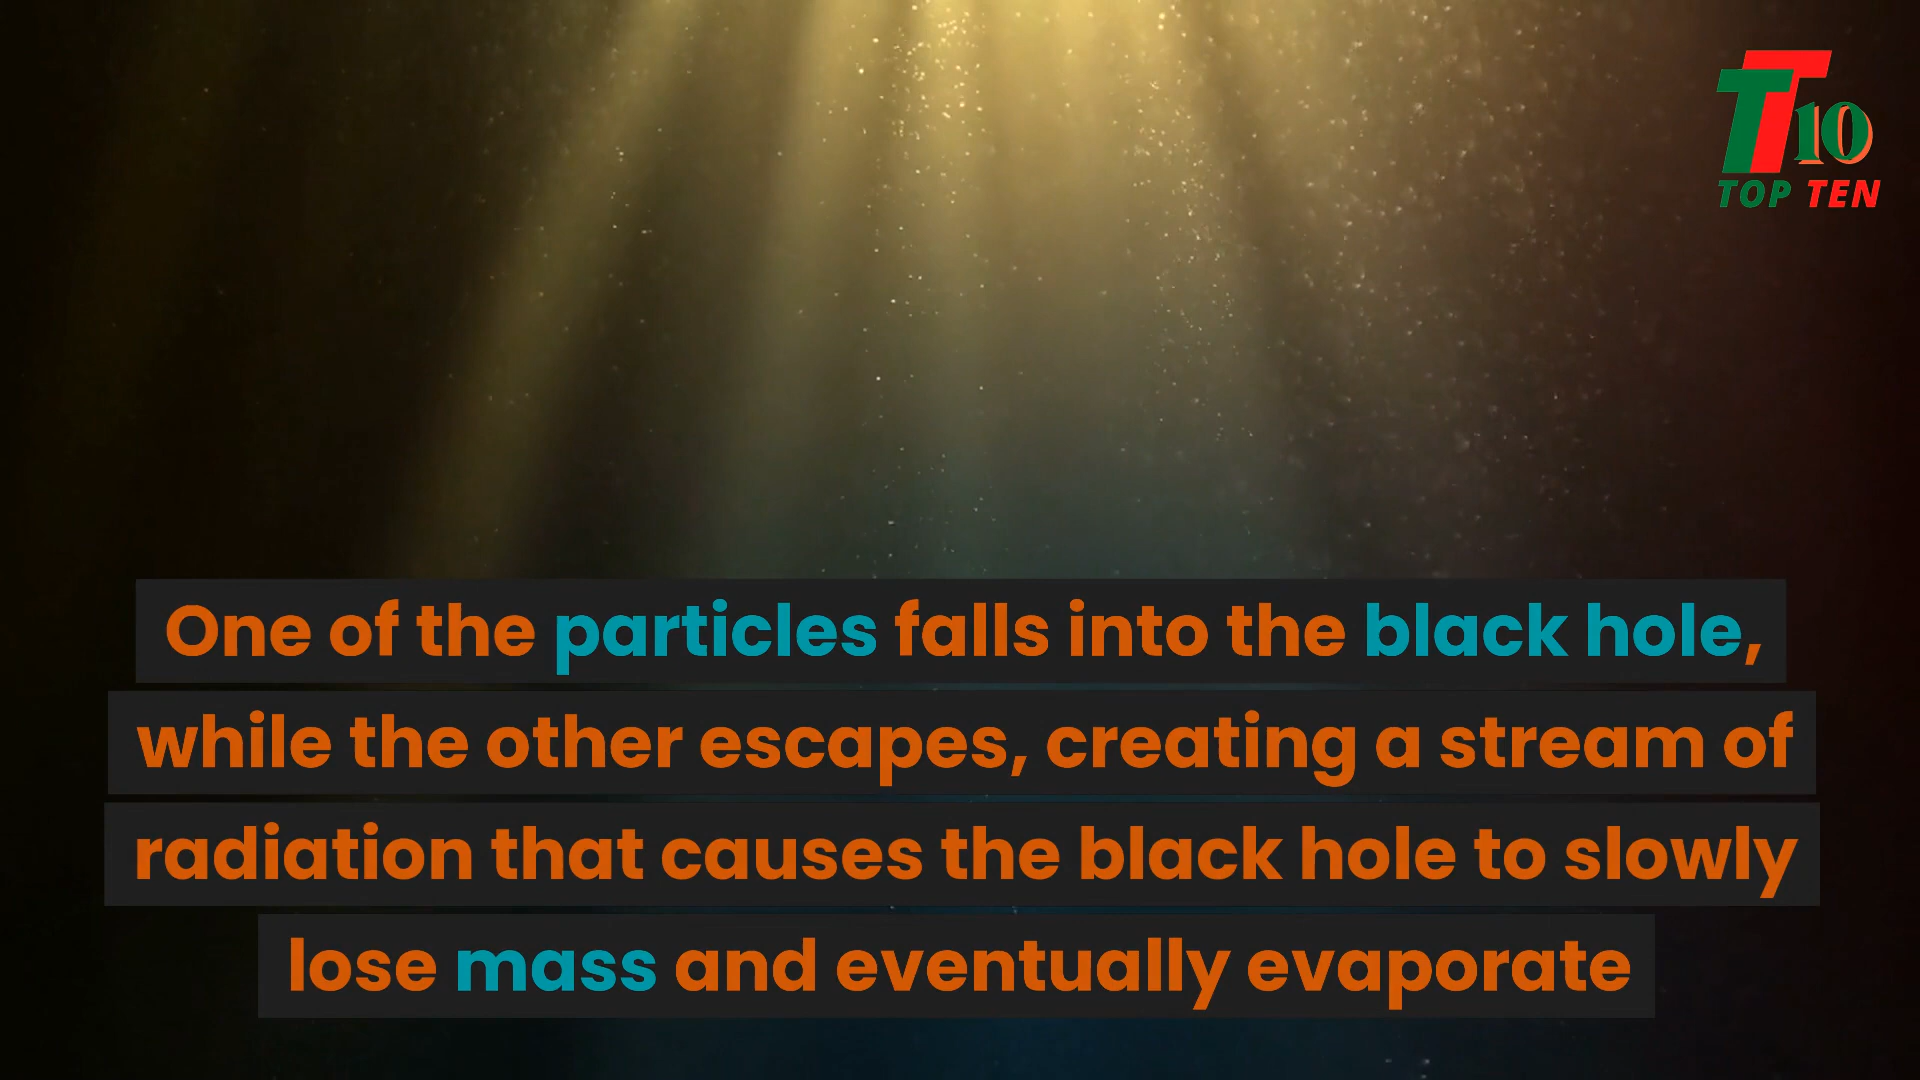 T
T10
TOP TEN
One of the particles falls into the black hole,
while the other escapes, creating a stream of
radiation that causes the black hole to slowly
lose mass and eventually evaporate